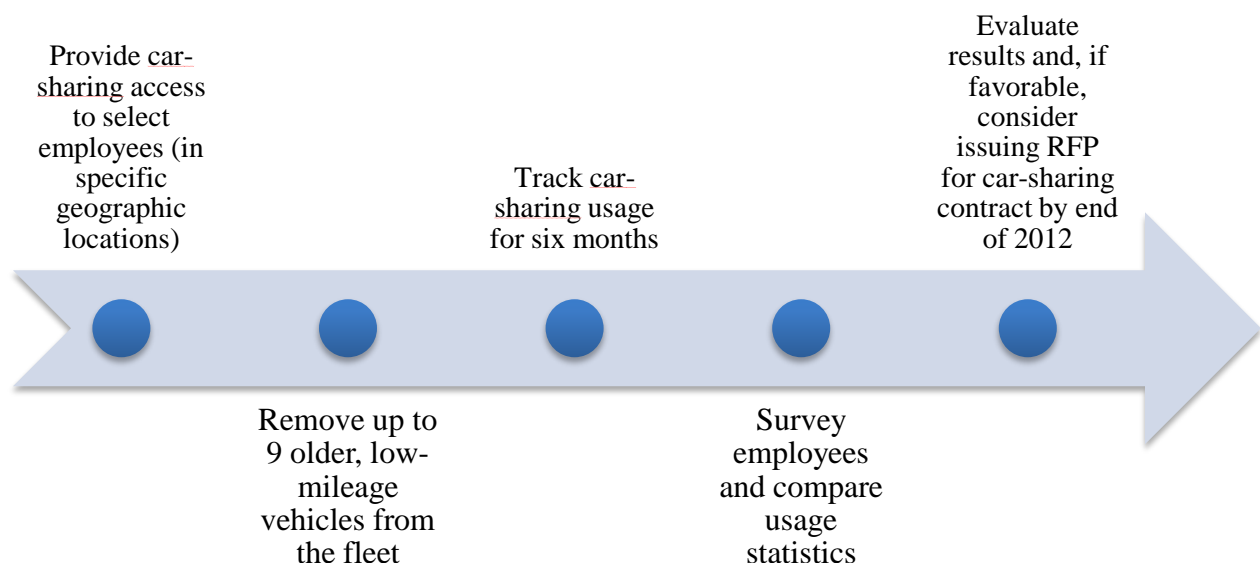 Provide car-
sharing access
to select
employees (in
specific
geographic
locations)
Remove up to
9 older, low-
mileage
vehicles from
the fleet
Track car-
sharing usage
for six months
Survey
employees
and compare
usage
statistics
Evaluate
results and, if
favorable,
consider
issuing RFP
for car-sharing
contract by end
of 2012